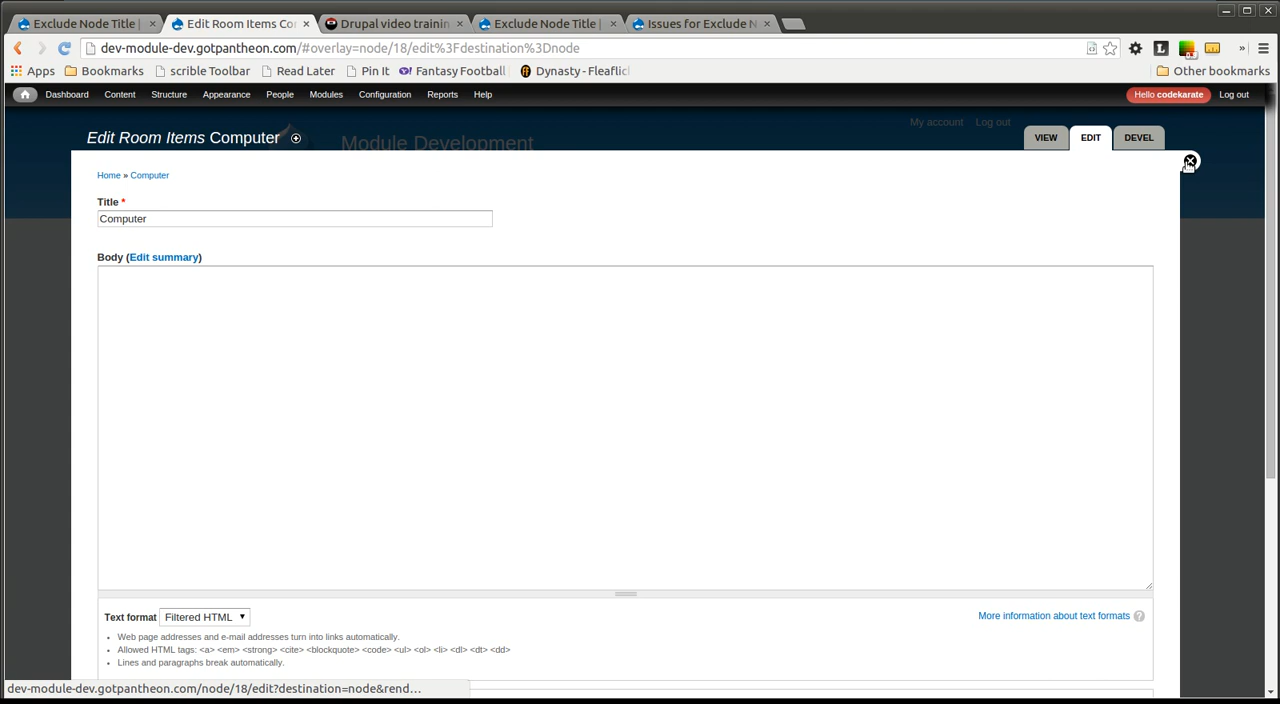 Exclude Node Title |
Edit Room Items Co
Drupal video trainin
Exclude Node Title |
Issues for Exclude N
dev-module-dev.gotpantheon.com/#overlay=node/18/edit%3Fdestination%3Dnode
Apps Bookmarks scrible Toolbar Read Later Pin It Fantasy Football Dynasty - Fleaflic Other bookmarks
Dashboard Content Structure Appearance People Modules Configuration Reports Help Hello codekarate Log out
My account Log out
Edit Room Items Computer
Module Development
VIEW EDIT DEVEL
Home » Computer
Title *
Computer
Body (Edit summary)
Text format Filtered HTML
More information about text formats ?
Web page addresses and e-mail addresses turn into links automatically.
Allowed HTML tags: <a> <em> <strong> <cite> <blockquote> <code> <ul> <ol> <li> <dl> <dt> <dd>
Lines and paragraphs break automatically.
dev-module-dev.gotpantheon.com/node/18/edit?destination=node&rend...